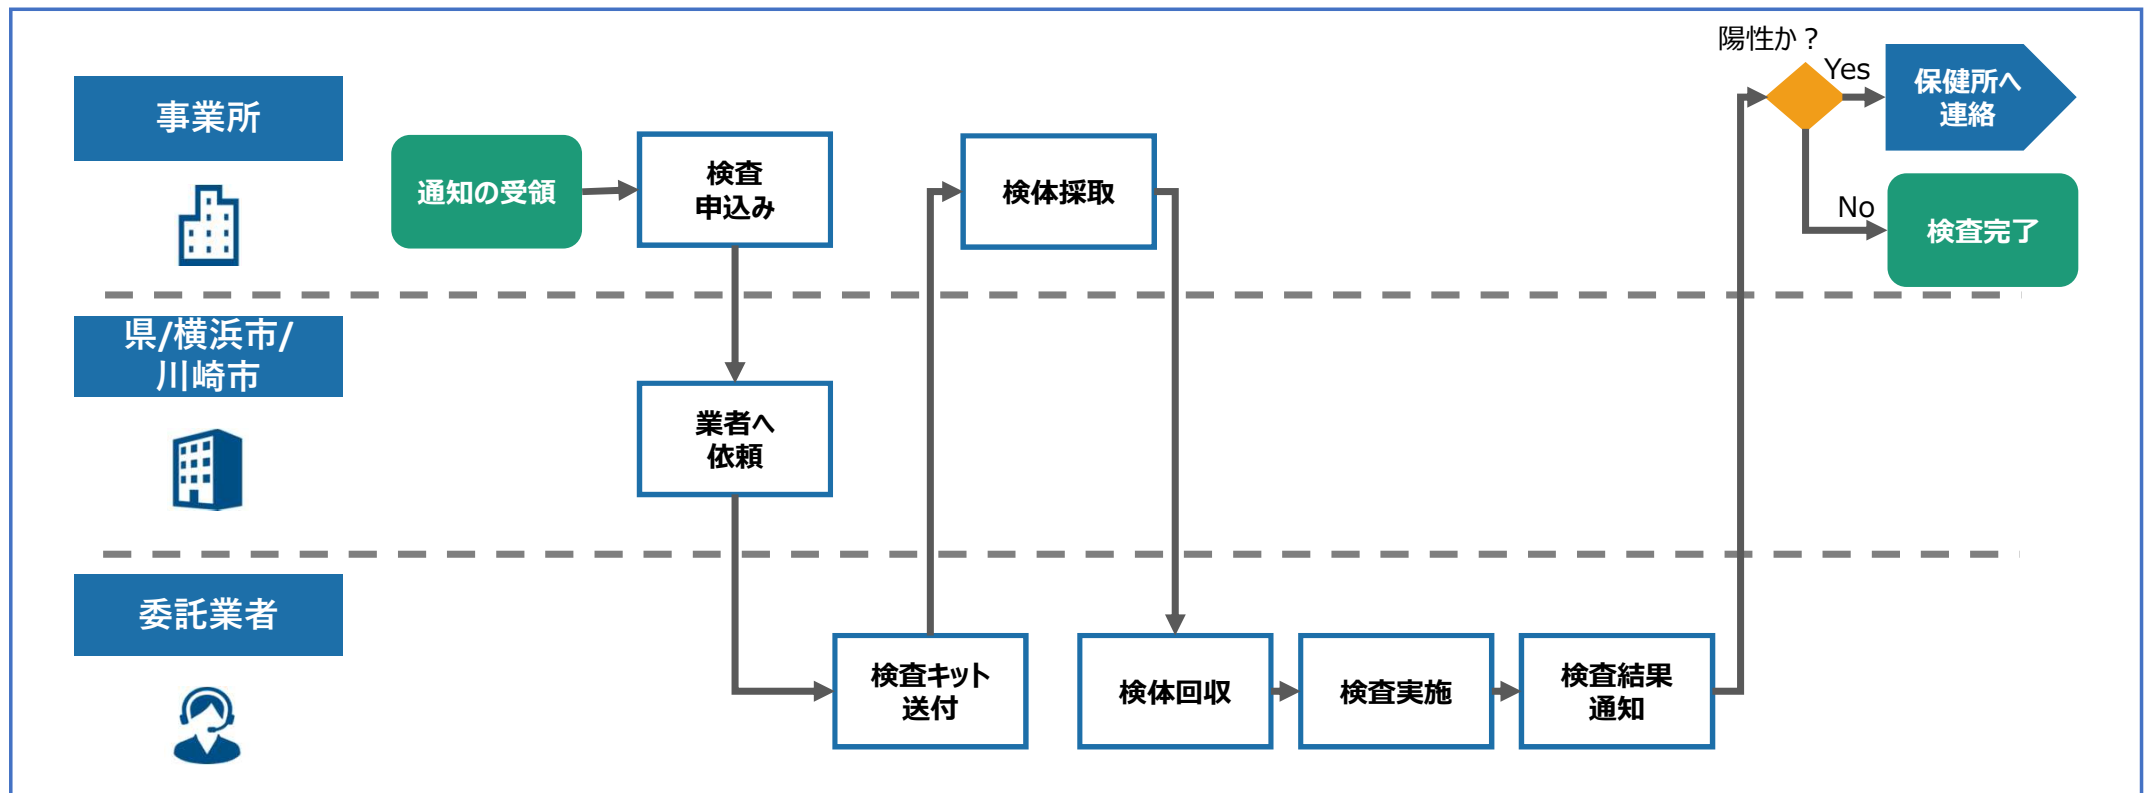 陽性か？
Yes
保健所へ
連絡
事業所
通知の受領
検査
申込み
検体採取
No
検査完了
県/横浜市/
川崎市
業者へ
依頼
委託業者
検査キット
送付
検体回収
検査実施
検査結果
通知